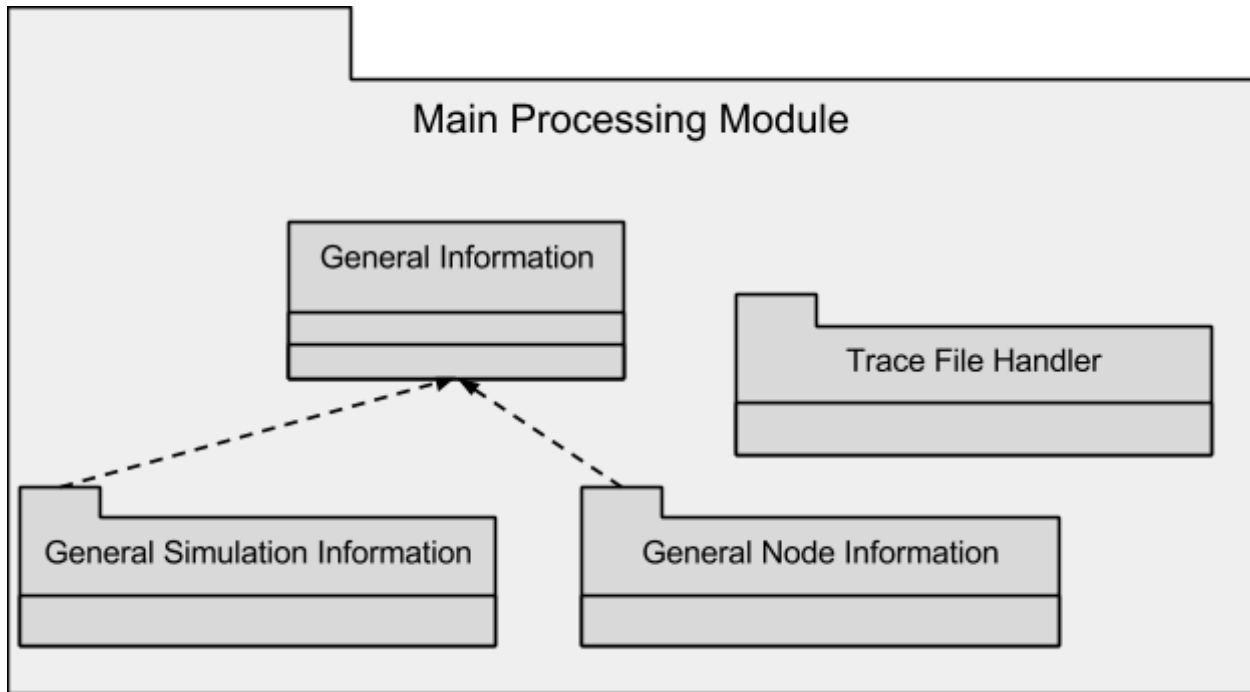 Main Processing Module
General Information
Trace File Handler
General Simulation Information
General Node Information